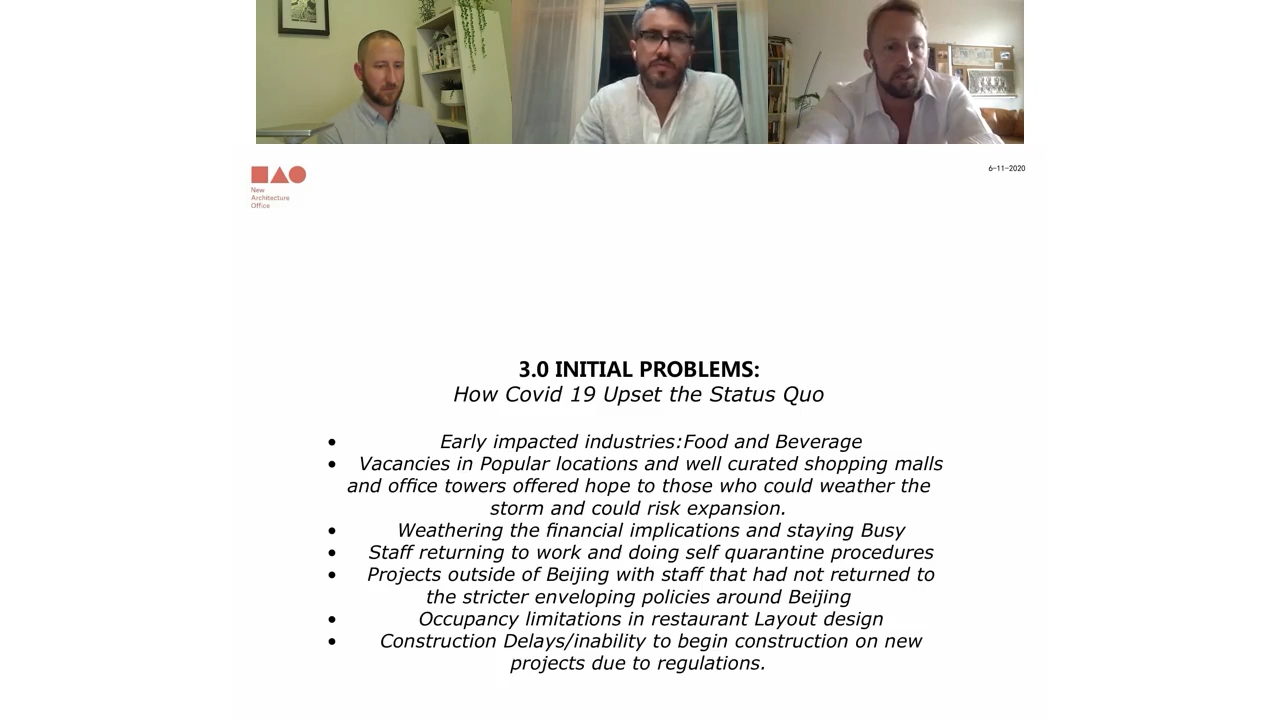 New
Architecture
Office
6-11-2020
3.0 INITIAL PROBLEMS:
How Covid 19 Upset the Status Quo
• Early impacted industries:Food and Beverage
• Vacancies in Popular locations and well curated shopping malls
and office towers offered hope to those who could weather the
storm and could risk expansion.
• Weathering the financial implications and staying Busy
• Staff returning to work and doing self quarantine procedures
• Projects outside of Beijing with staff that had not returned to
the stricter enveloping policies around Beijing
• Occupancy limitations in restaurant Layout design
• Construction Delays/inability to begin construction on new
projects due to regulations.